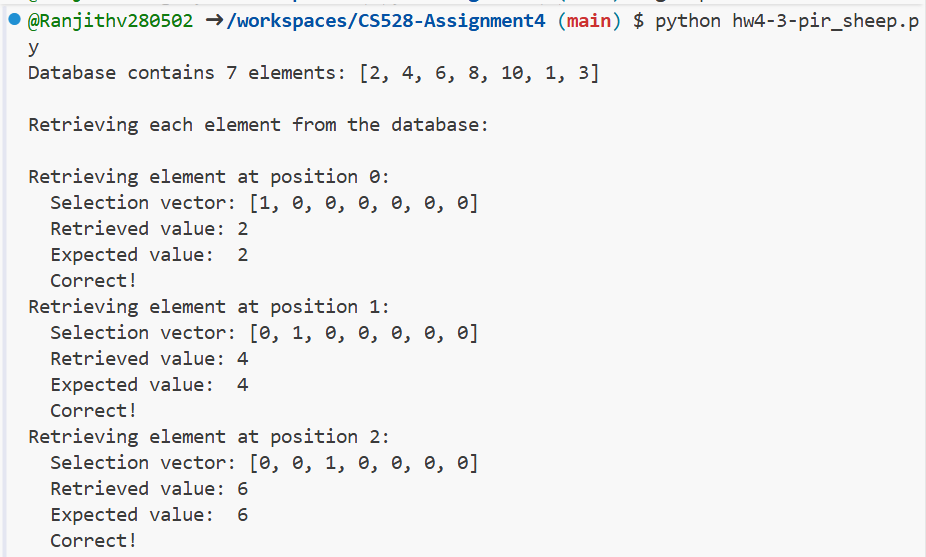 @Ranjithv280502 →/workspaces/CS528-Assignment4 (main) $ python hw4-3-pir_sheep.p
y
Database contains 7 elements: [2, 4, 6, 8, 10, 1, 3]
Retrieving each element from the database:
Retrieving element at position 0:
  Selection vector: [1, 0, 0, 0, 0, 0, 0]
  Retrieved value: 2
  Expected value:  2
  Correct!
Retrieving element at position 1:
  Selection vector: [0, 1, 0, 0, 0, 0, 0]
  Retrieved value: 4
  Expected value:  4
  Correct!
Retrieving element at position 2:
  Selection vector: [0, 0, 1, 0, 0, 0, 0]
  Retrieved value: 6
  Expected value:  6
  Correct!